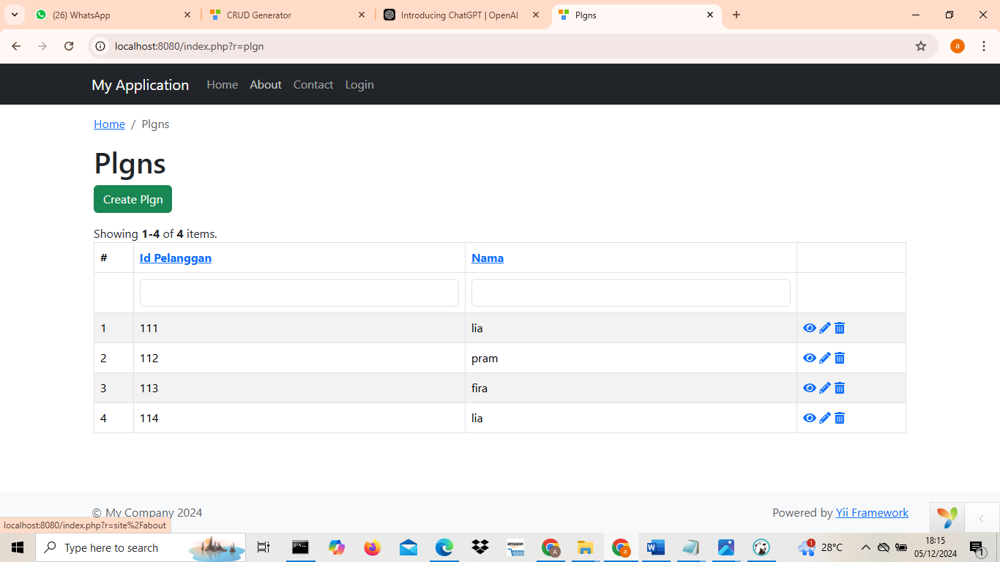 (26) WhatsApp
CRUD Generator
Introducing ChatGPT | OpenAI
Plgns
localhost:8080/index.php?r=plgn
a
My Application Home About Contact Login
Home / Plgns
Plgns
Create Plgn
Showing 1-4 of 4 items.
# Id Pelanggan Nama
1 111 lia
2 112 pram
3 113 fira
4 114 lia
© My Company 2024 Powered by Yii Framework
localhost:8080/index.php?r=site%2Fabout
Type here to search
amazon
A
a
1
28°C
18:15
05/12/2024
1